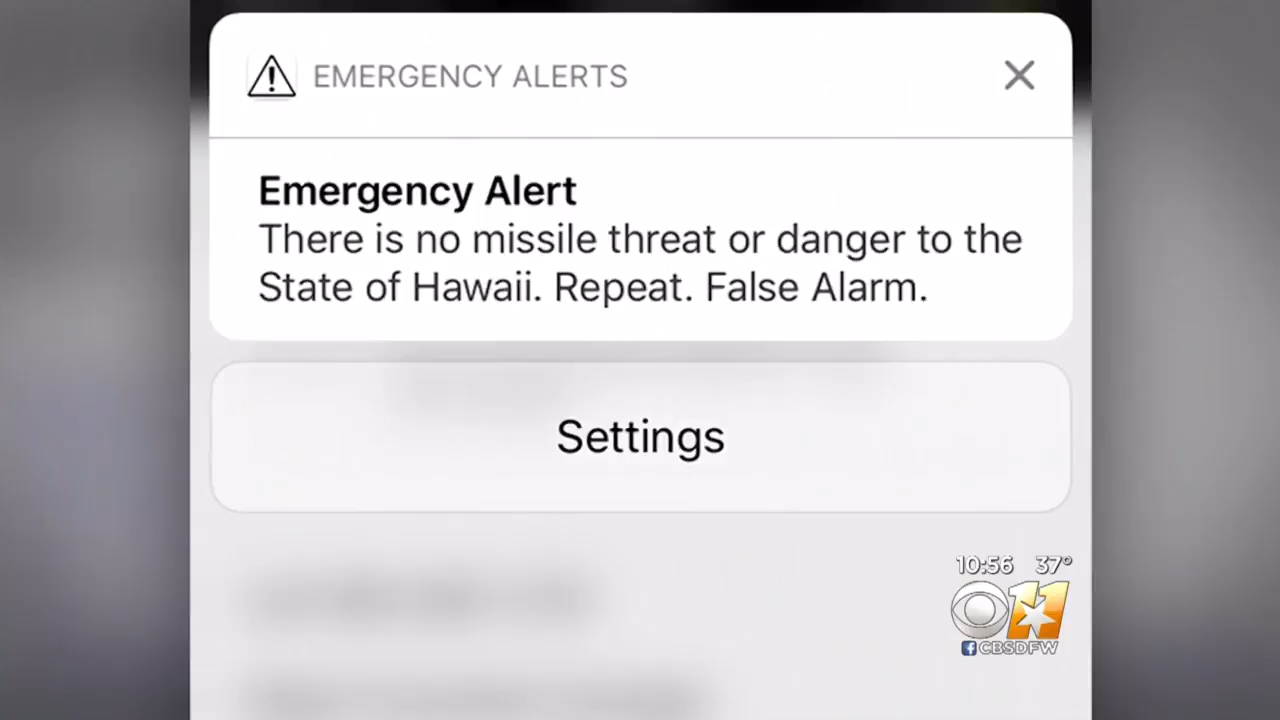 EMERGENCY ALERTS
Emergency Alert
There is no missile threat or danger to the
State of Hawaii. Repeat. False Alarm.
Settings
10:56 37°
11
CBSDFW